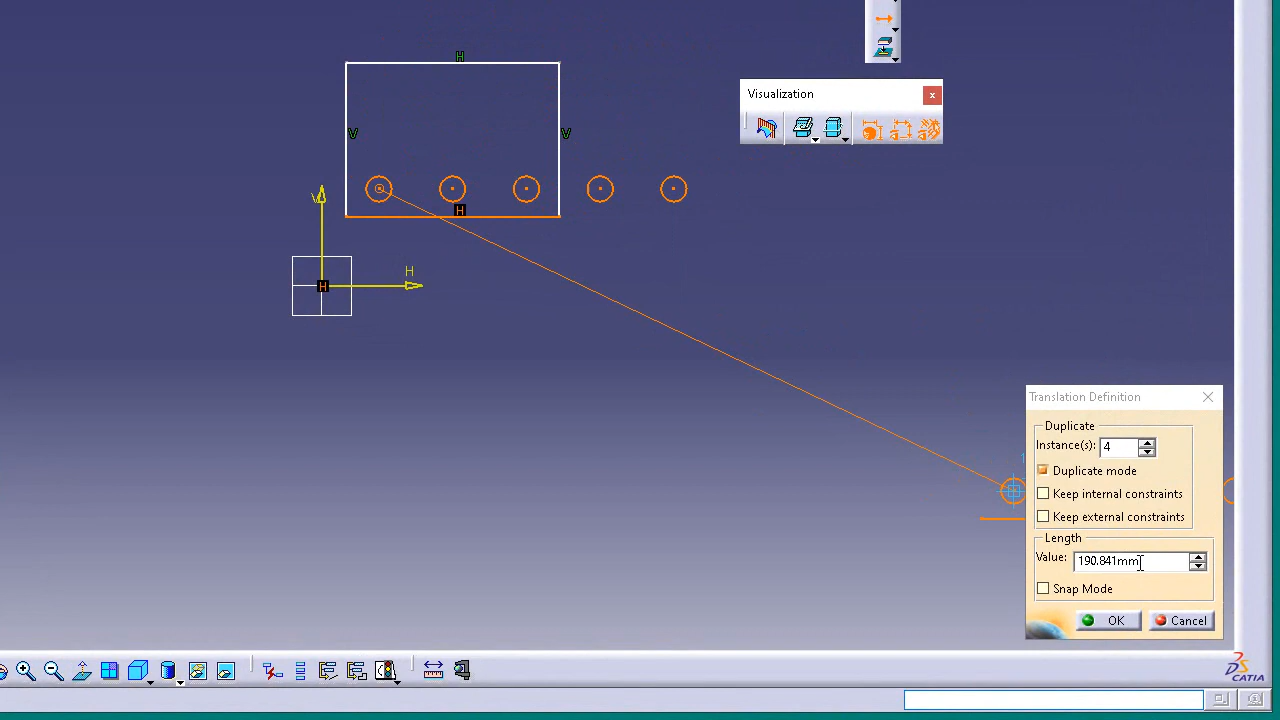 H
Visualization
V
V
H
V
H
H
Translation Definition
Duplicate
Instance(s): 4
Duplicate mode
Keep internal constraints
Keep external constraints
Length
Value: 190.841mm
Snap Mode
OK Cancel
CATIA